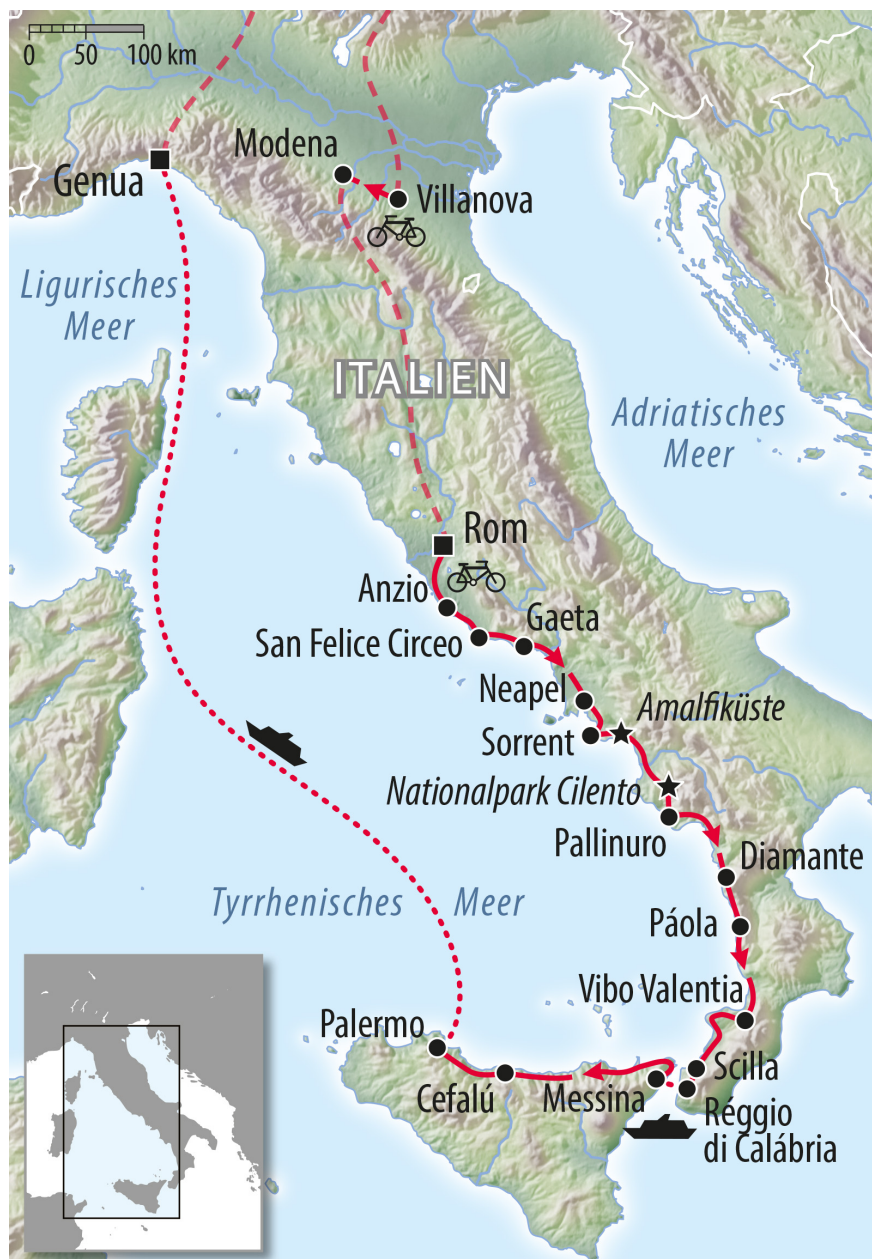 0 50 100 km
Modena
Genua
Villanova
Ligurisches
Meer
ITALIEN
Adriatisches
Meer
Rom
Anzio
Gaeta
San Felice Circeo
Neapel
Amalfiküste
Sorrent
Nationalpark Cilento
Pallinuro
Diamante
Tyrrhenisches Meer
Páola
Vibo Valentia
Palermo
Scilla
Cefalú
Messina
Réggio
di Calábria